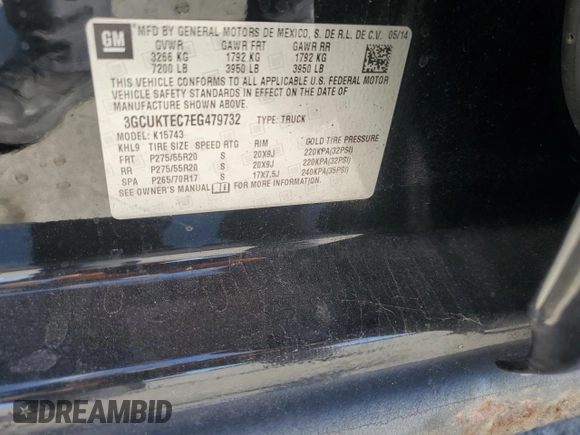 GM
*MFD BY GENERAL MOTORS DE MEXICO, S. DE R.L. DE C.V. 05/14
GVWR GAWR FRT GAWR RR
3266 KG 1792 KG 1792 KG
7200 LB 3950 LB 3950 LB
THIS VEHICLE CONFORMS TO ALL APPLICABLE U.S. FEDERAL MOTOR
VEHICLE SAFETY STANDARDS IN EFFECT ON THE DATE OF
MANUFACTURE SHOWN ABOVE.
3GCUKTEC7EG479732 TYPE: TRUCK
MODEL: K15743
KHL9 TIRE SIZE SPEED RTG RIM COLD TIRE PRESSURE
FRT P275/55R20 S 20X9J 220KPA(32PSI)
RR P275/55R20 S 20X9J 220KPA(32PSI)
SPA P265/70R17 S 17X7.5J 240KPA(35PSI)
SEE OWNER'S MANUAL FOR MORE INFORMATION.
DREAMBID